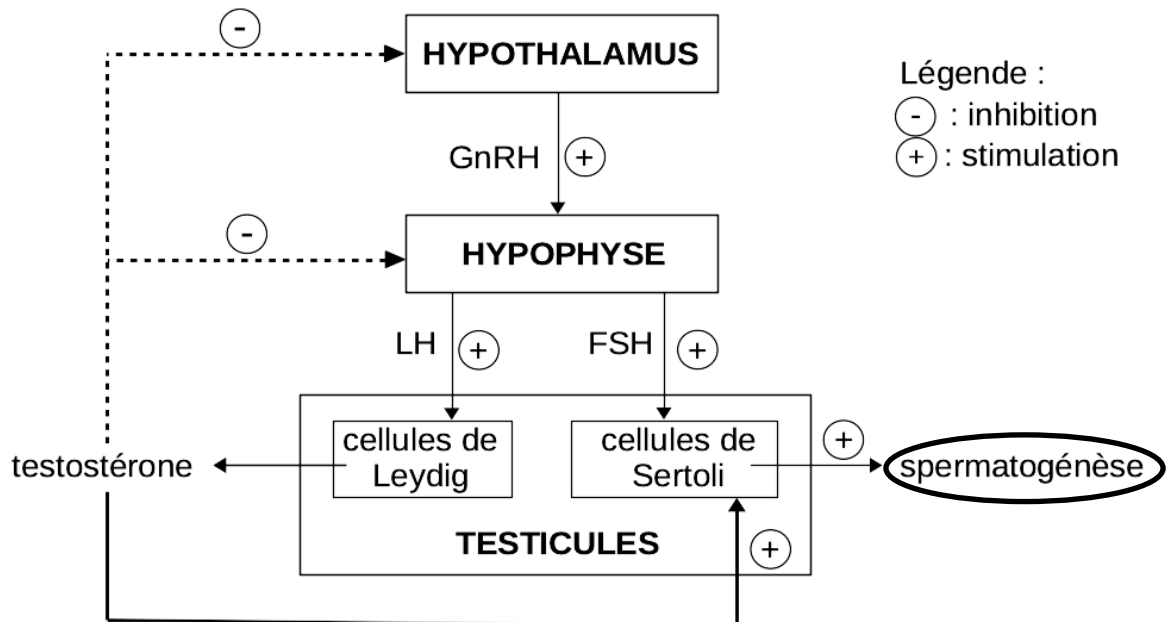 -
HYPOTHALAMUS
Légende :
- : inhibition
+ : stimulation
GnRH +
-
HYPOPHYSE
LH +
FSH +
cellules de
Leydig
cellules de
Sertoli
+
testostérone
spermatogénèse
TESTICULES
+